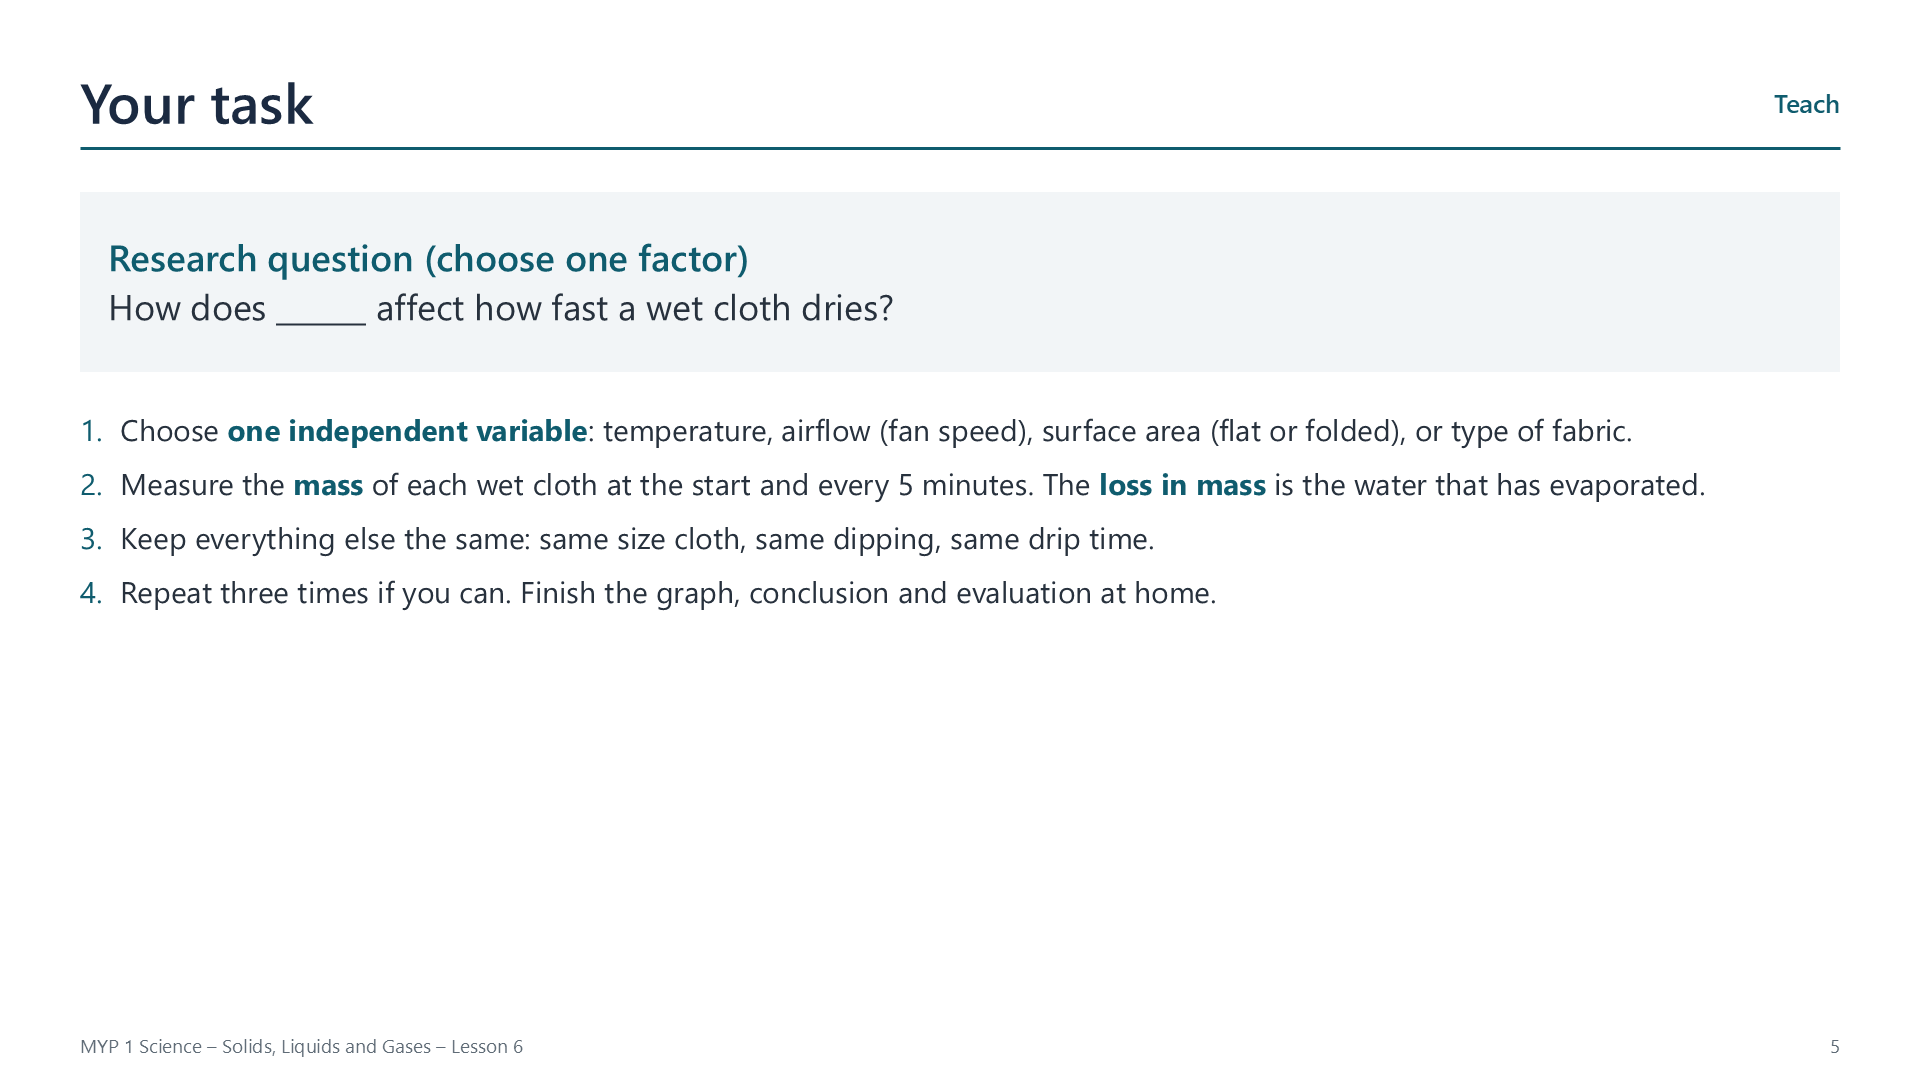 Your task
Teach
Research question (choose one factor)
How does ______ affect how fast a wet cloth dries?
1. Choose one independent variable: temperature, airflow (fan speed), surface area (flat or folded), or type of fabric.
2. Measure the mass of each wet cloth at the start and every 5 minutes. The loss in mass is the water that has evaporated.
3. Keep everything else the same: same size cloth, same dipping, same drip time.
4. Repeat three times if you can. Finish the graph, conclusion and evaluation at home.
MYP 1 Science – Solids, Liquids and Gases – Lesson 6
5